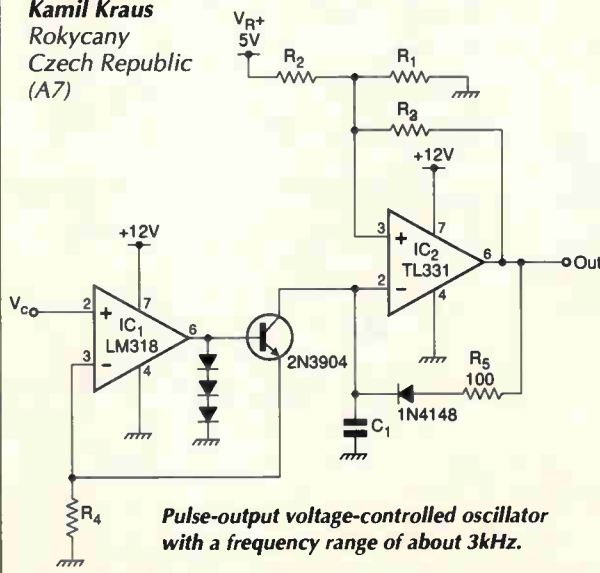 Kamil Kraus
Rokycany
Czech Republic
(A7)
VR+
5V
R2
R1
R3
+12V
3
+
7
IC2
TL331
6
Out
2
−
4
+12V
Vc
2
+
7
IC1
LM318
6
3
−
4
2N3904
R5
100
1N4148
C1
R4
Pulse-output voltage-controlled oscillator
with a frequency range of about 3kHz.